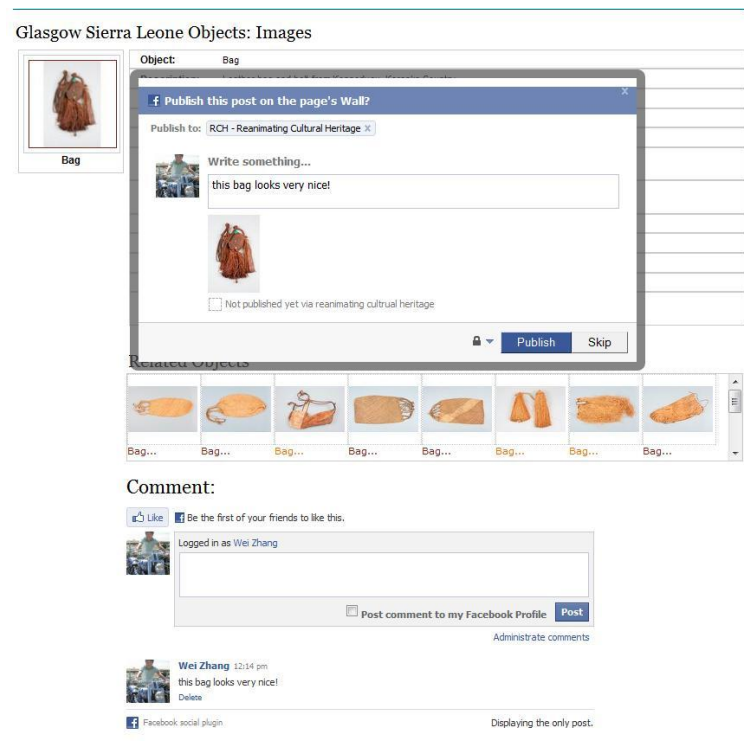 Glasgow Sierra Leone Objects: Images
Object: Bag
Bag
Publish this post on the page's Wall?
x
Publish to: RCH - Reanimating Cultural Heritage x
Write something...
this bag looks very nice!
Not published yet via reanimating cultrual heritage
Publish Skip
Related Objects
Bag... Bag... Bag... Bag... Bag... Bag... Bag... Bag...
Comment:
Like Be the first of your friends to like this.
Logged in as Wei Zhang
Post comment to my Facebook Profile Post
Administrate comments
Wei Zhang 12:14 pm
this bag looks very nice!
Delete
Facebook social plugin Displaying the only post.